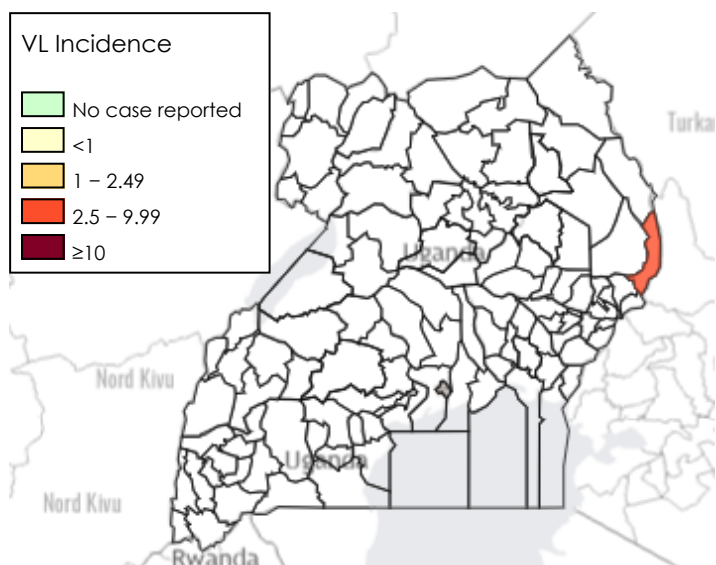 VL Incidence
No case reported
<1
1 – 2.49
2.5 – 9.99
≥10
Uganda
Nord Kivu
Uganda
Nord Kivu
Rwanda